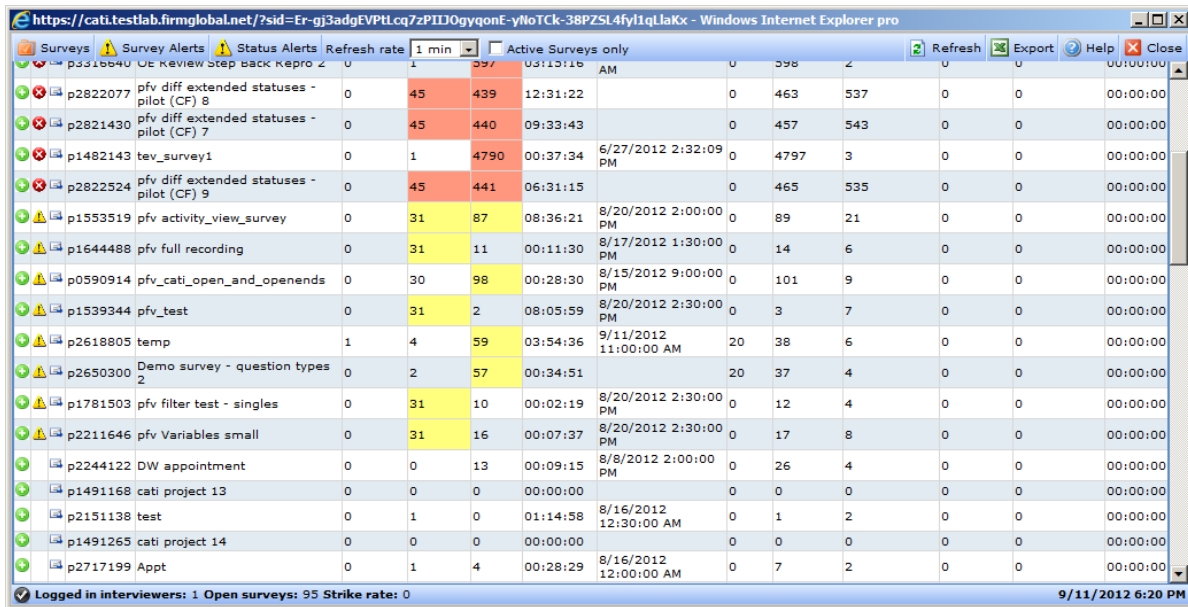 https://cati.testlab.firmglobal.net/?sid=Er-gj3adgEVPtLcq7zPIIJOgyqonE-yNoTCk-38PZSL4fyl1qLlaKx - Windows Internet Explorer pro
Surveys Survey Alerts Status Alerts Refresh rate 1 min Active Surveys only Refresh Export Help Close
p3316640 OE Review Step Back Repro 2 0 1 597 03:15:16 AM 0 598 2 0 0 00:00:00
p2822077 pfv diff extended statuses - pilot (CF) 8 0 45 439 12:31:22 0 463 537 0 0 00:00:00
p2821430 pfv diff extended statuses - pilot (CF) 7 0 45 440 09:33:43 0 457 543 0 0 00:00:00
p1482143 tev_survey1 0 1 4790 00:37:34 6/27/2012 2:32:09 PM 0 4797 3 0 0 00:00:00
p2822524 pfv diff extended statuses - pilot (CF) 9 0 45 441 06:31:15 0 465 535 0 0 00:00:00
p1553519 pfv activity_view_survey 0 31 87 08:36:21 8/20/2012 2:00:00 PM 0 89 21 0 0 00:00:00
p1644488 pfv full recording 0 31 11 00:11:30 8/17/2012 1:30:00 PM 0 14 6 0 0 00:00:00
p0590914 pfv_cati_open_and_openends 0 30 98 00:28:30 8/15/2012 9:00:00 PM 0 101 9 0 0 00:00:00
p1539344 pfv_test 0 31 2 08:05:59 8/20/2012 2:30:00 PM 0 3 7 0 0 00:00:00
p2618805 temp 1 4 59 03:54:36 9/11/2012 11:00:00 AM 20 38 6 0 0 00:00:00
p2650300 Demo survey - question types 2 0 2 57 00:34:51 20 37 4 0 0 00:00:00
p1781503 pfv filter test - singles 0 31 10 00:02:19 8/20/2012 2:30:00 PM 0 12 4 0 0 00:00:00
p2211646 pfv Variables small 0 31 16 00:07:37 8/20/2012 2:30:00 PM 0 17 8 0 0 00:00:00
p2244122 DW appointment 0 0 13 00:09:15 8/8/2012 2:00:00 PM 0 26 4 0 0 00:00:00
p1491168 cati project 13 0 0 0 00:00:00 0 0 0 0 0 00:00:00
p2151138 test 0 1 0 01:14:58 8/16/2012 12:30:00 AM 0 1 2 0 0 00:00:00
p1491265 cati project 14 0 0 0 00:00:00 0 0 0 0 0 00:00:00
p2717199 Appt 0 1 4 00:28:29 8/16/2012 12:00:00 AM 0 7 2 0 0 00:00:00
Logged in interviewers: 1 Open surveys: 95 Strike rate: 0 9/11/2012 6:20 PM